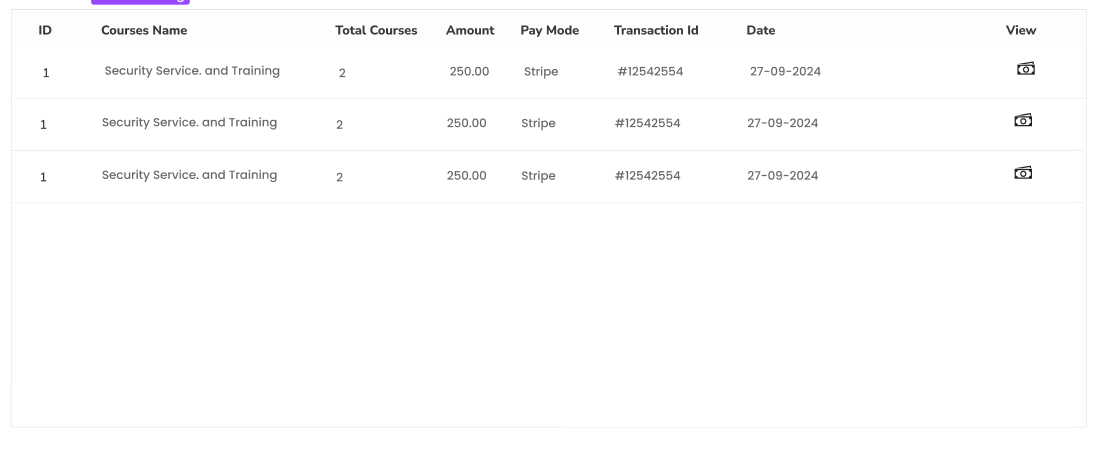 ID Courses Name Total Courses Amount Pay Mode Transaction Id Date View
1 Security Service. and Training 2 250.00 Stripe #12542554 27-09-2024
1 Security Service. and Training 2 250.00 Stripe #12542554 27-09-2024
1 Security Service. and Training 2 250.00 Stripe #12542554 27-09-2024